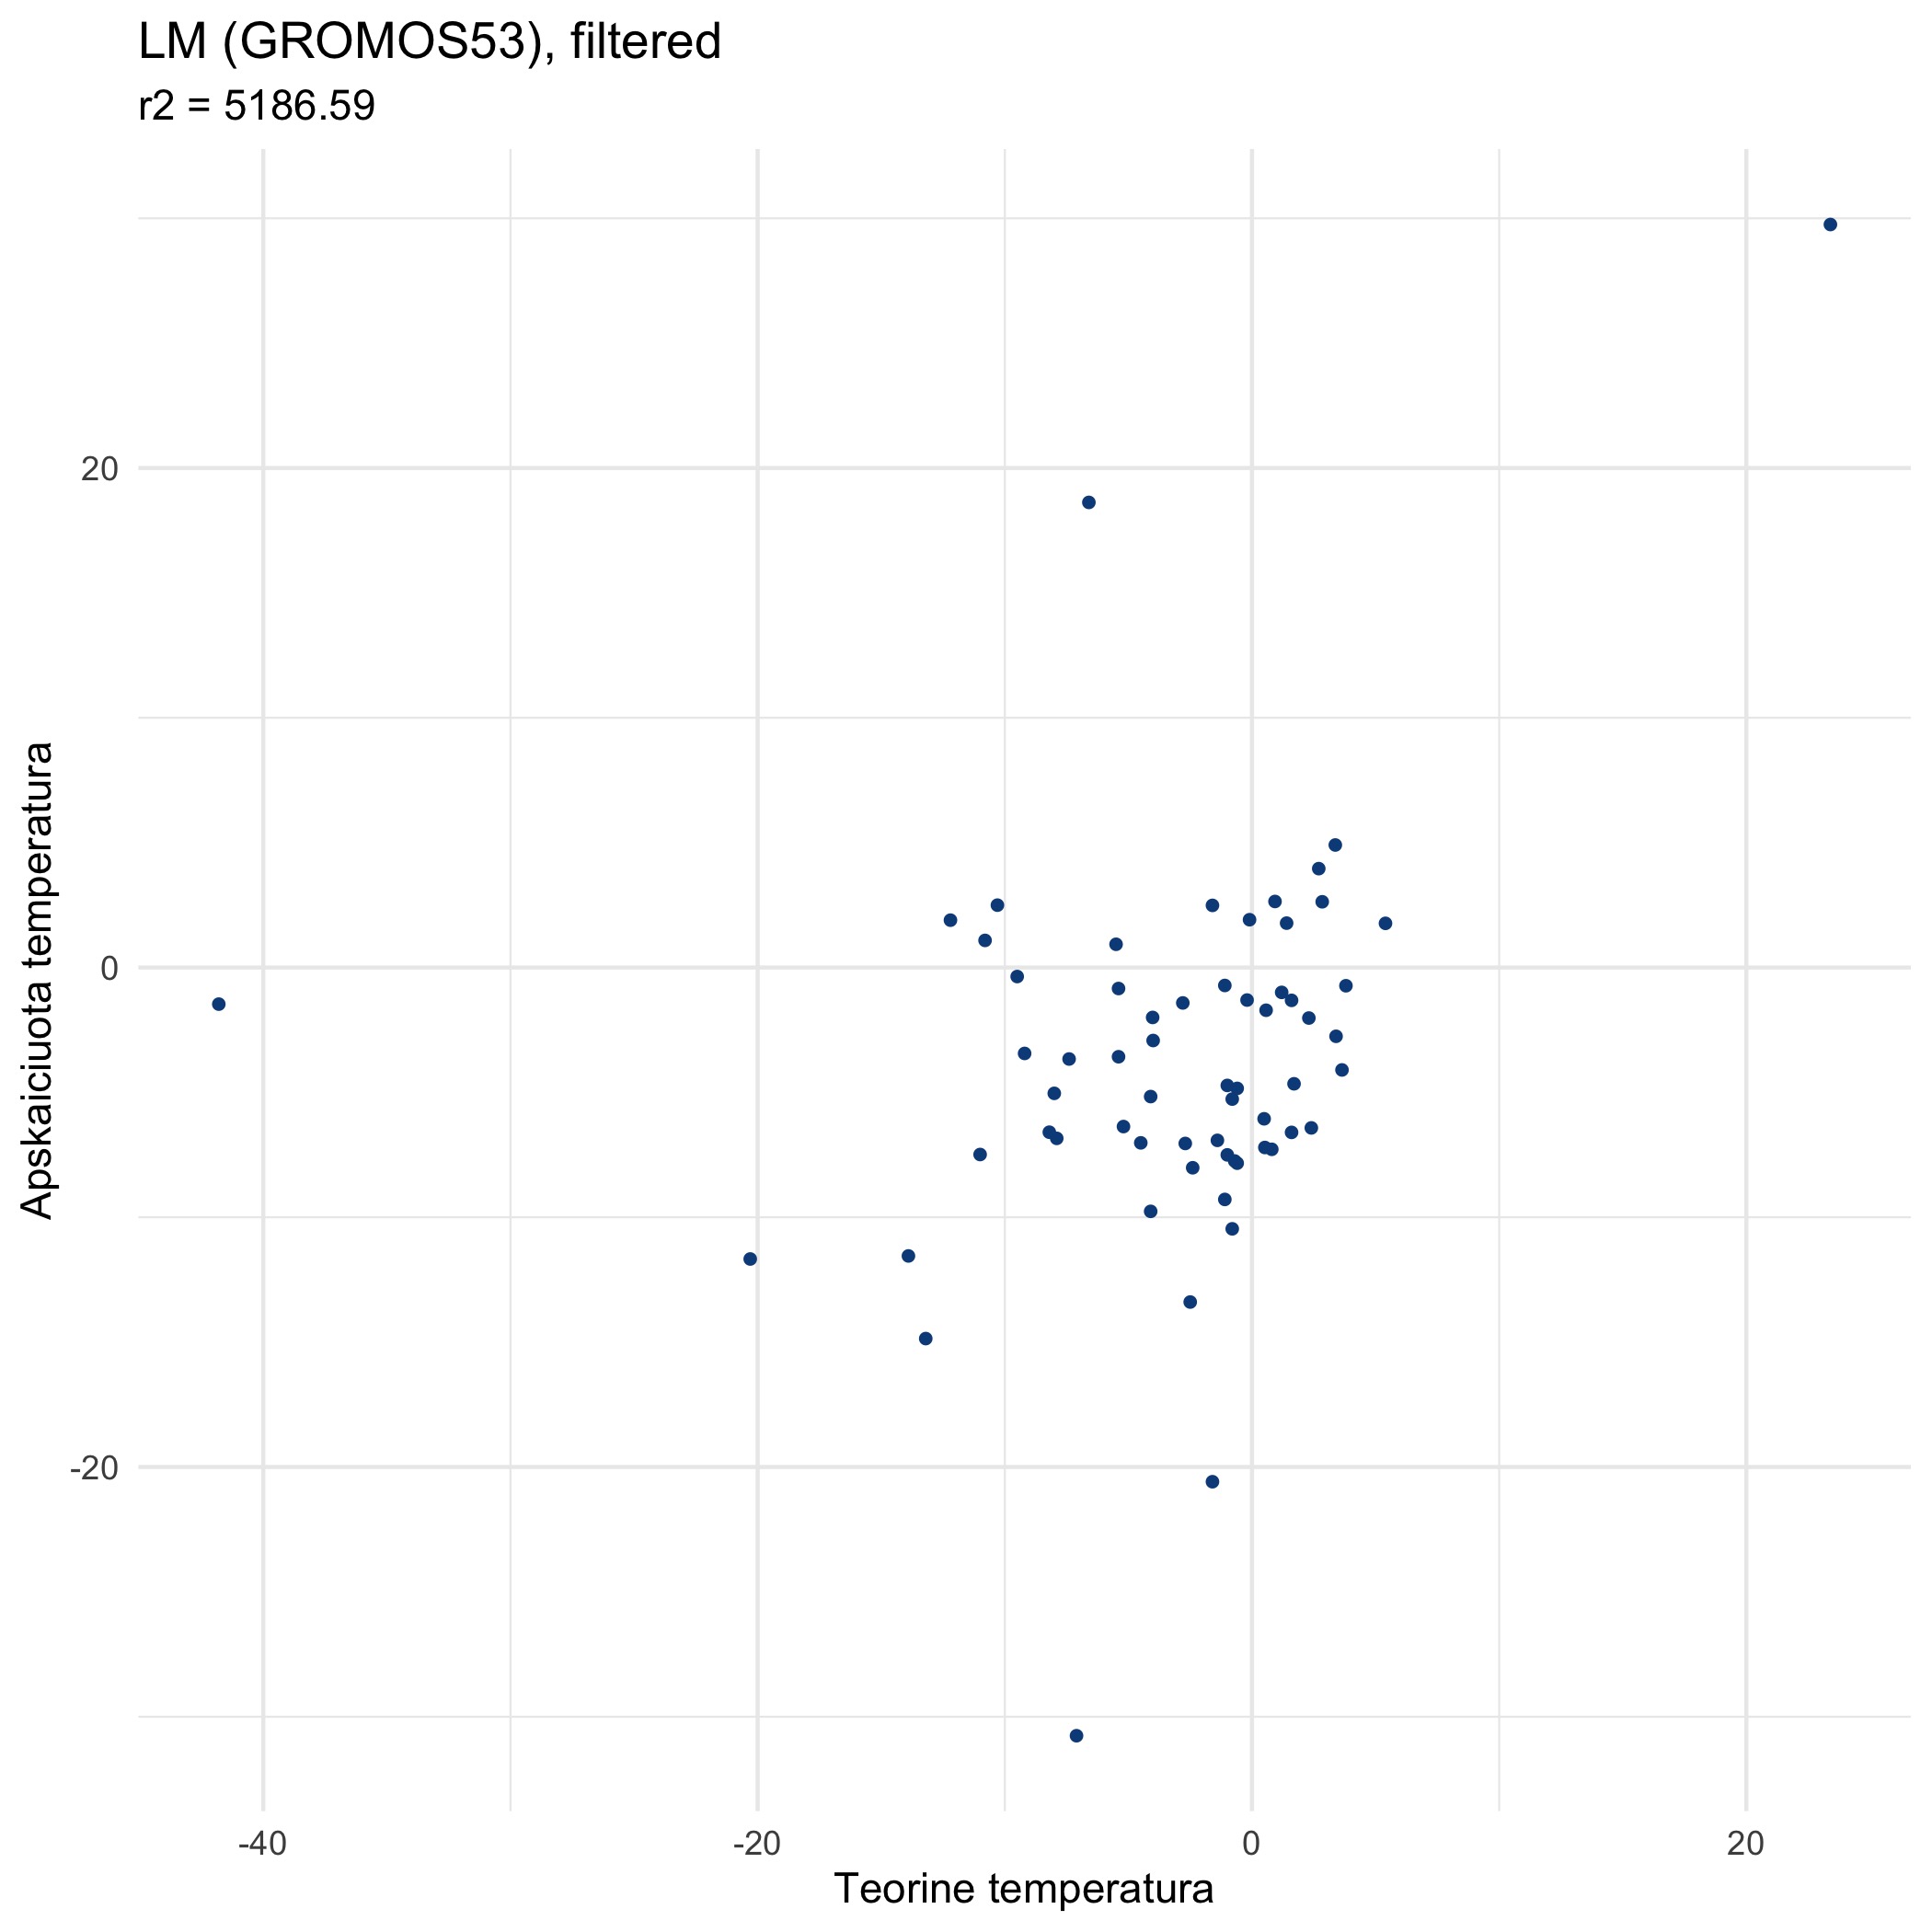 LM (GROMOS53), filtered
r2 = 5186.59
Apskaiciuota temperatura
20
0
-20
-40
-20
0
20
Teorine temperatura